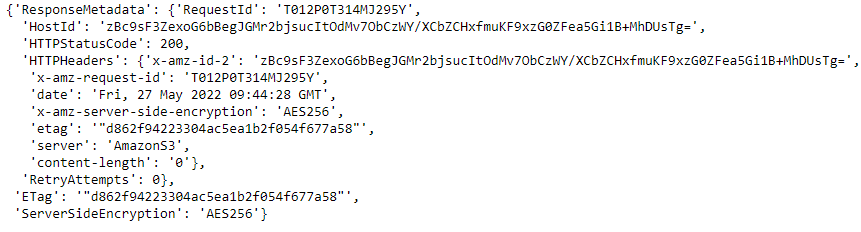 {'ResponseMetadata': {'RequestId': 'T012P0T314MJ295Y',
'HostId': 'zBc9sF3ZexoG6bBegJGMr2bjsucItOdMv7ObCzWY/XCbZCHxfmuKF9xzG0ZFea5Gi1B+MhDUsTg=',
'HTTPStatusCode': 200,
'HTTPHeaders': {'x-amz-id-2': 'zBc9sF3ZexoG6bBegJGMr2bjsucItOdMv7ObCzWY/XCbZCHxfmuKF9xzG0ZFea5Gi1B+MhDUsTg=',
'x-amz-request-id': 'T012P0T314MJ295Y',
'date': 'Fri, 27 May 2022 09:44:28 GMT',
'x-amz-server-side-encryption': 'AES256',
'etag': '"d862f94223304ac5ea1b2f054f677a58"',
'server': 'AmazonS3',
'content-length': '0'},
'RetryAttempts': 0},
'ETag': '"d862f94223304ac5ea1b2f054f677a58"',
'ServerSideEncryption': 'AES256'}